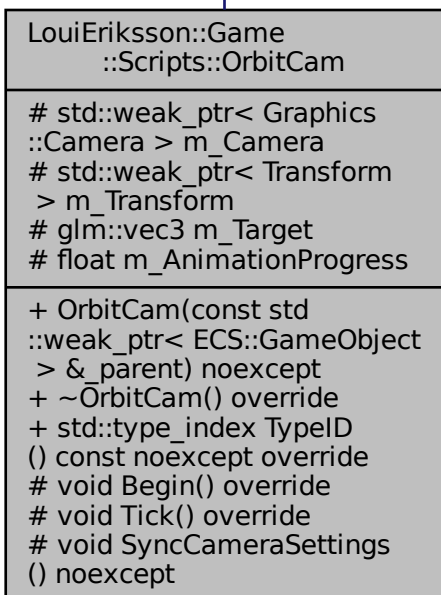 LouiEriksson::Game
::Scripts::OrbitCam
# std::weak_ptr< Graphics
::Camera > m_Camera
# std::weak_ptr< Transform
> m_Transform
# glm::vec3 m_Target
# float m_AnimationProgress
+ OrbitCam(const std
::weak_ptr< ECS::GameObject
> &_parent) noexcept
+ ~OrbitCam() override
+ std::type_index TypeID
() const noexcept override
# void Begin() override
# void Tick() override
# void SyncCameraSettings
() noexcept